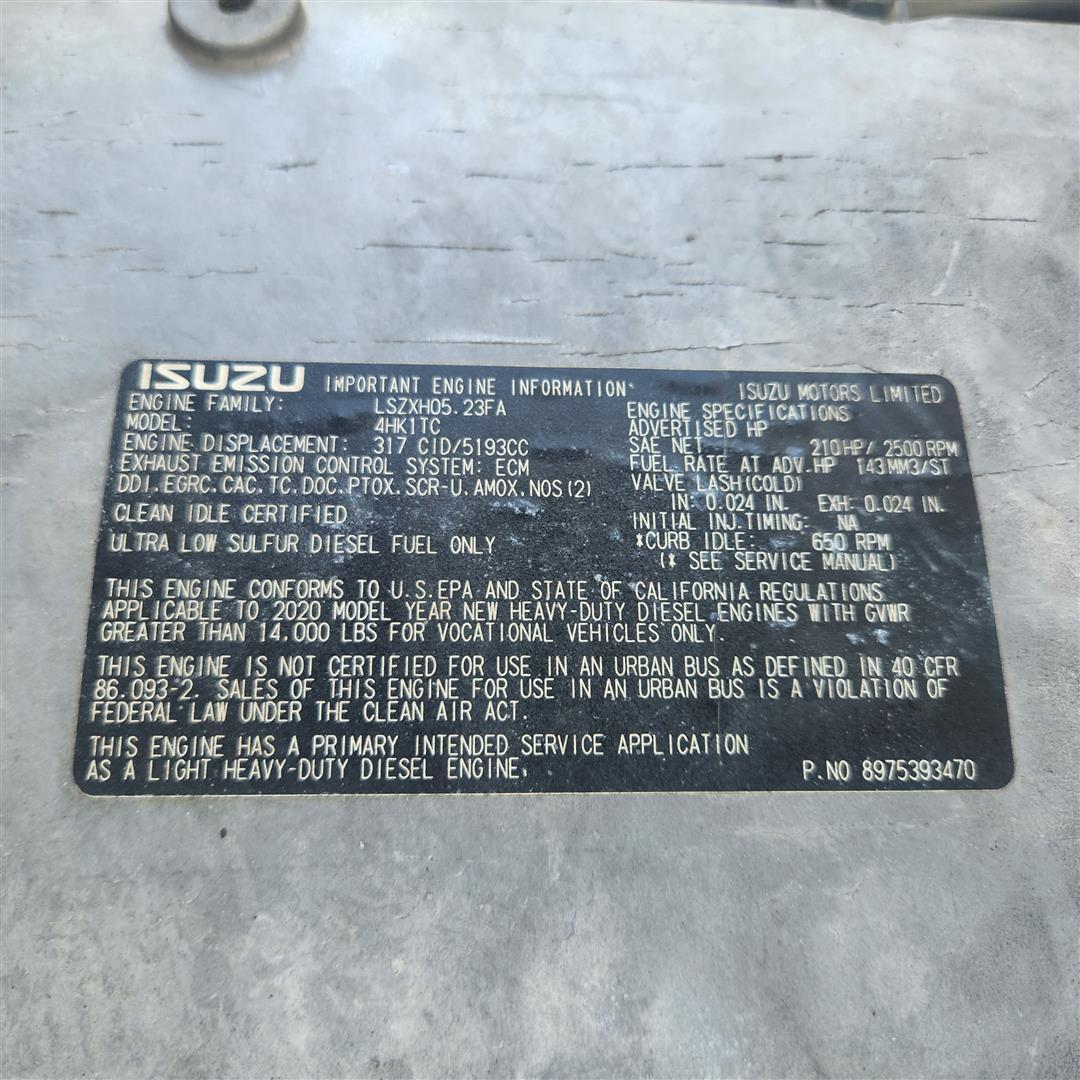 ISUZU IMPORTANT ENGINE INFORMATION ISUZU MOTORS LIMITED
ENGINE FAMILY: LSZXH05.23FA
MODEL: 4HK1TC
ENGINE DISPLACEMENT: 317 CID/5193CC
EXHAUST EMISSION CONTROL SYSTEM: ECM
DDI.EGRC.CAC.TC.DOC.PTOX.SCR-U.AMOX.NOS(2)
CLEAN IDLE CERTIFIED
ULTRA LOW SULFUR DIESEL FUEL ONLY
ENGINE SPECIFICATIONS
ADVERTISED HP
SAE NET 210HP/ 2500RPM
FUEL RATE AT ADV.HP 143MM3/ST
VALVE LASH(COLD)
IN: 0.024 IN. EXH: 0.024 IN.
INITIAL INJ.TIMING: NA
*CURB IDLE: 650 RPM
(* SEE SERVICE MANUAL)
THIS ENGINE CONFORMS TO U.S.EPA AND STATE OF CALIFORNIA REGULATIONS
APPLICABLE TO 2020 MODEL YEAR NEW HEAVY-DUTY DIESEL ENGINES WITH GVWR
GREATER THAN 14.000 LBS FOR VOCATIONAL VEHICLES ONLY.
THIS ENGINE IS NOT CERTIFIED FOR USE IN AN URBAN BUS AS DEFINED IN 40 CFR
86.093-2. SALES OF THIS ENGINE FOR USE IN AN URBAN BUS IS A VIOLATION OF
FEDERAL LAW UNDER THE CLEAN AIR ACT.
THIS ENGINE HAS A PRIMARY INTENDED SERVICE APPLICATION
AS A LIGHT HEAVY-DUTY DIESEL ENGINE.
P.NO 8975393470